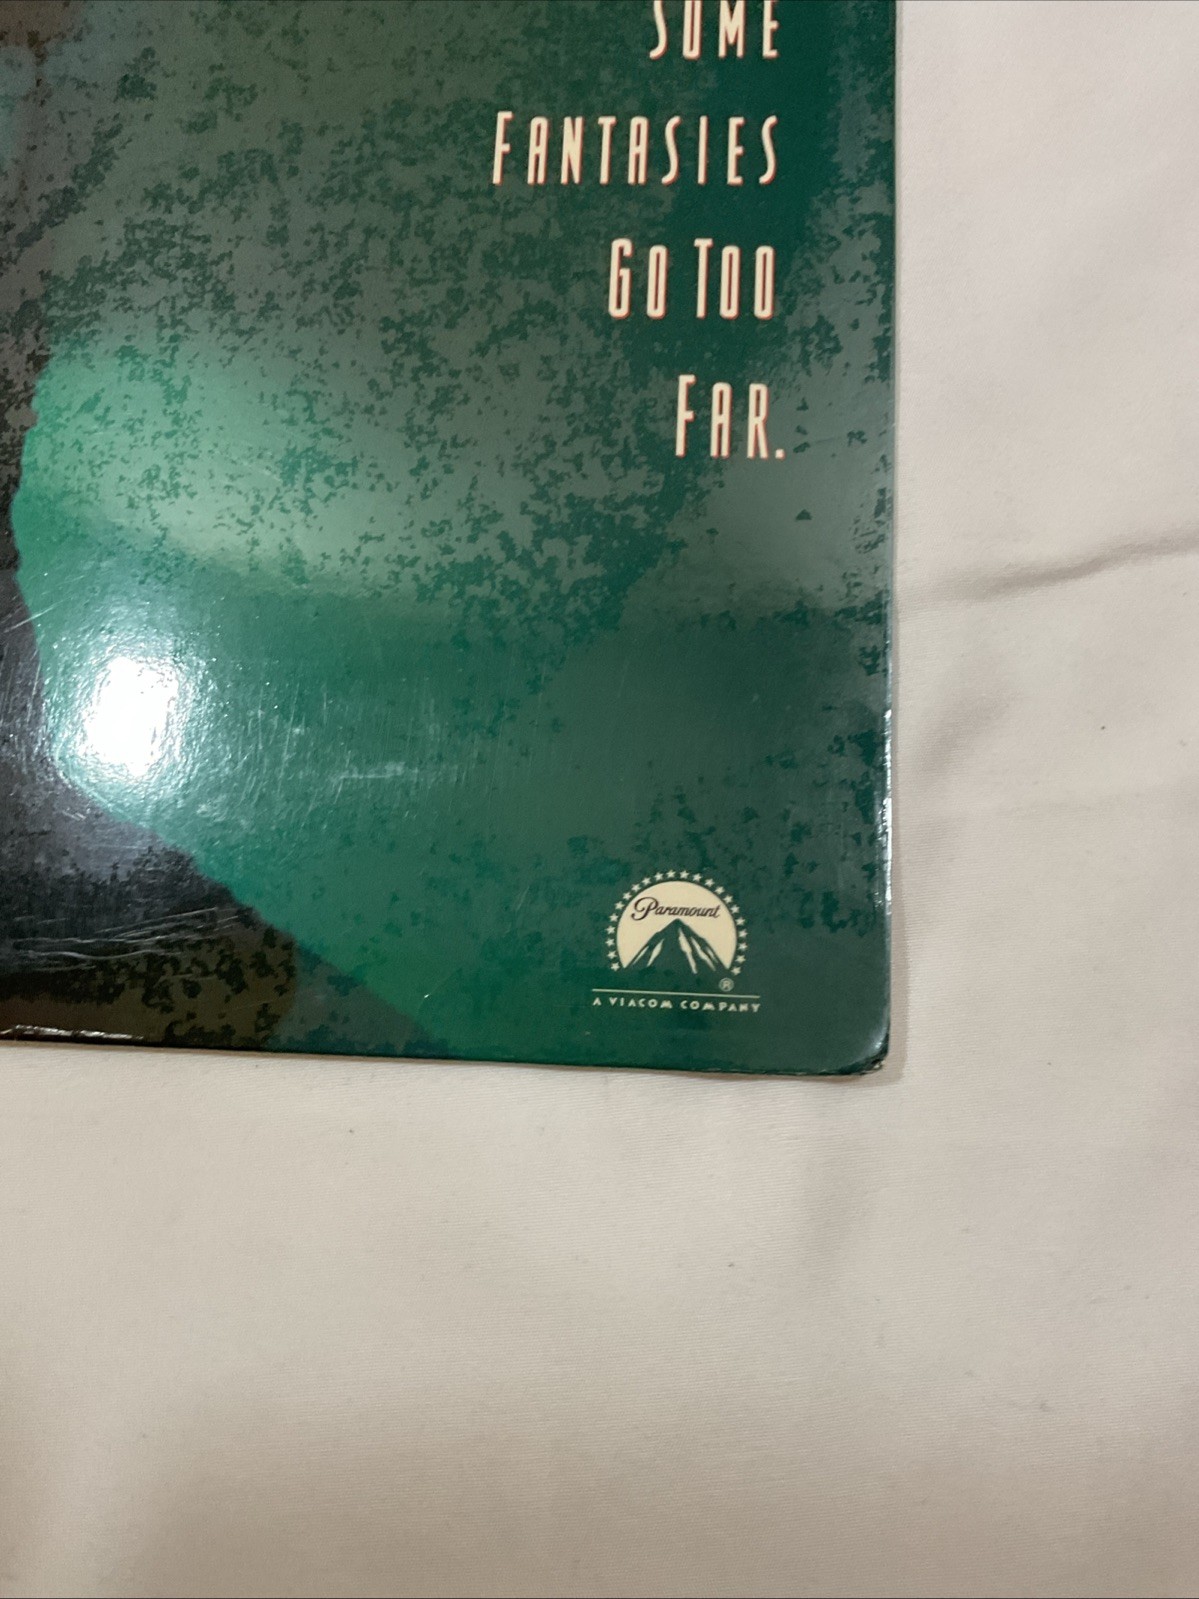 SOME
FANTASIES
GO TOO
FAR.
Paramount
®
A VIACOM COMPANY